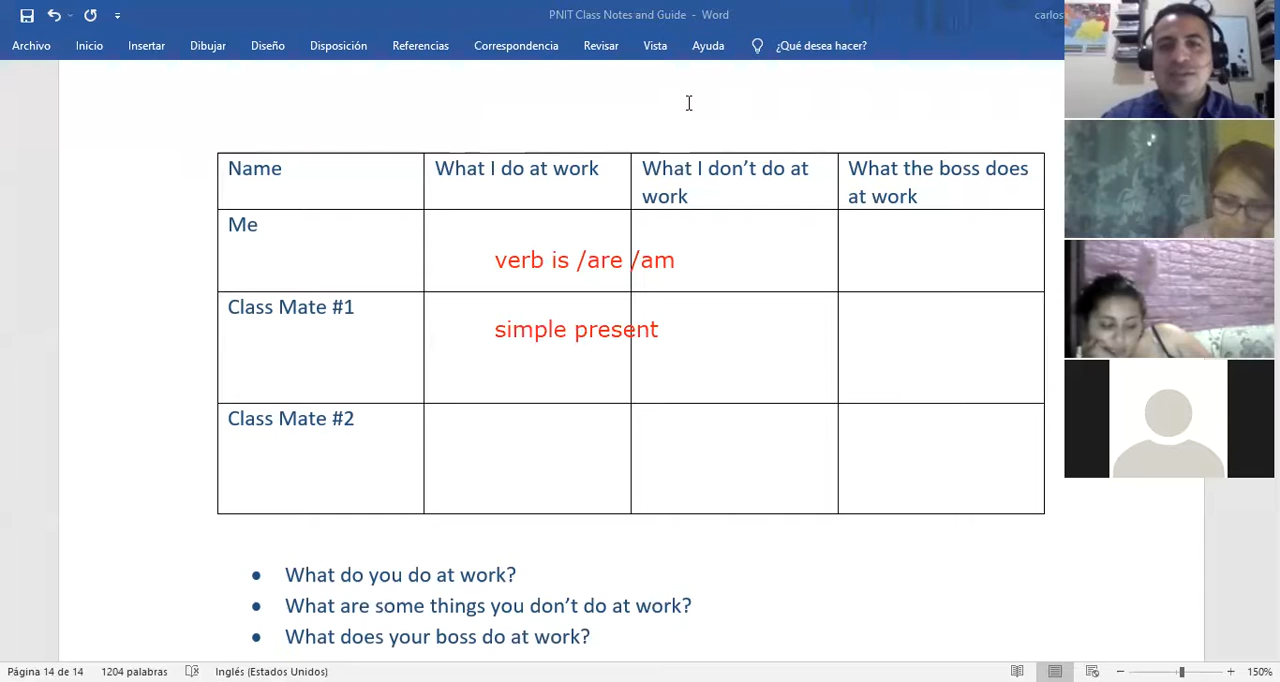 PNIT Class Notes and Guide - Word
carlos
Archivo Inicio Insertar Dibujar Diseño Disposición Referencias Correspondencia Revisar Vista Ayuda ¿Qué desea hacer?
Name What I do at work What I don’t do at What the boss does
work at work
Me
verb is /are /am
Class Mate #1
simple present
Class Mate #2
• What do you do at work?
• What are some things you don’t do at work?
• What does your boss do at work?
Página 14 de 14 1204 palabras Inglés (Estados Unidos) 150%